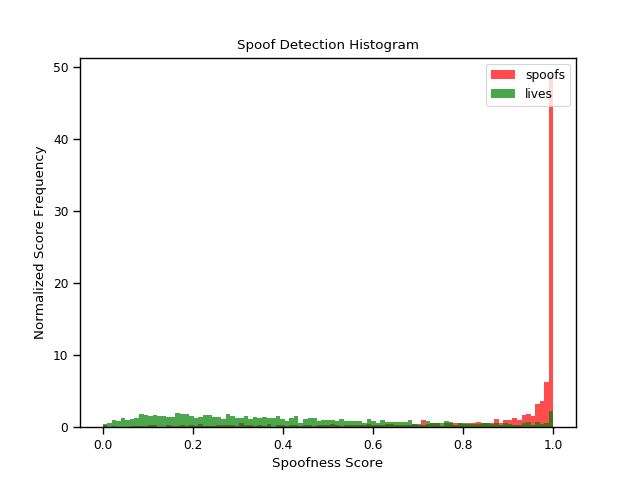 Spoof Detection Histogram
spoofs
lives
50
40
30
20
10
0
Normalized Score Frequency
0.0 0.2 0.4 0.6 0.8 1.0
Spoofness Score